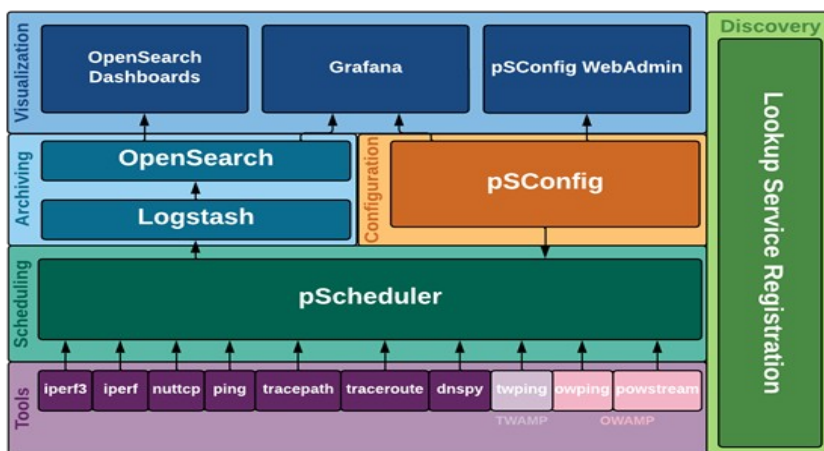 Visualization
OpenSearch
Dashboards
Grafana
pSConfig WebAdmin
Discovery
Lookup Service Registration
Archiving
OpenSearch
Logstash
Configuration
pSConfig
Scheduling
pScheduler
Tools
iperf3
iperf
nuttcp
ping
tracepath
traceroute
dnspy
twping
owping
powstream
TWAMP
OWAMP